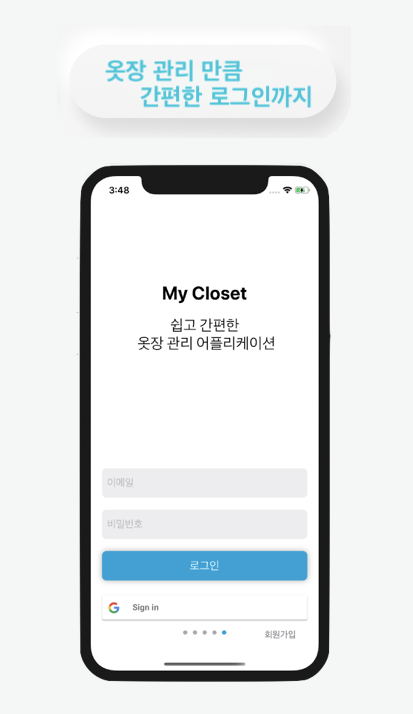 옷장 관리 만큼
간편한 로그인까지
3:48
My Closet
쉽고 간편한
옷장 관리 어플리케이션
이메일
비밀번호
로그인
Sign in
회원가입